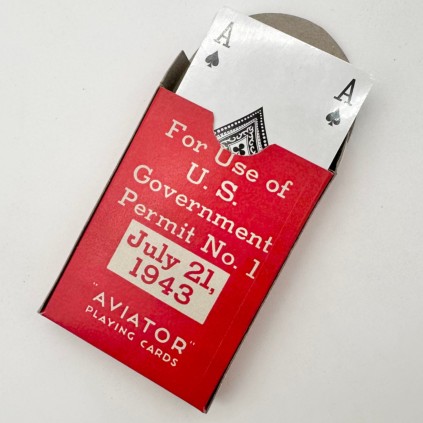 A
A
For Use of
U. S.
Government
Permit No. 1
July 21,
1943
"AVIATOR"
PLAYING CARDS